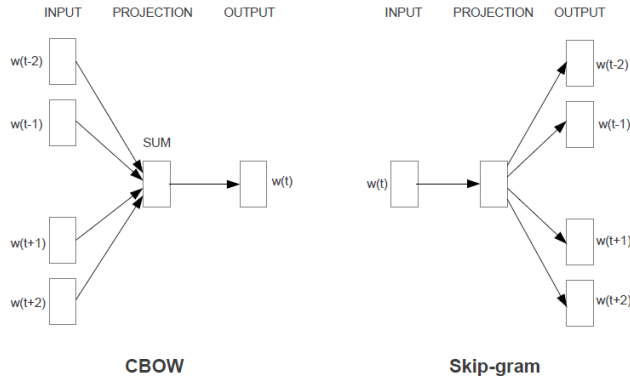 INPUT PROJECTION OUTPUT
w(t-2)
w(t-1)
SUM
w(t)
w(t+1)
w(t+2)
CBOW
INPUT PROJECTION OUTPUT
w(t-2)
w(t-1)
w(t)
w(t+1)
w(t+2)
Skip-gram